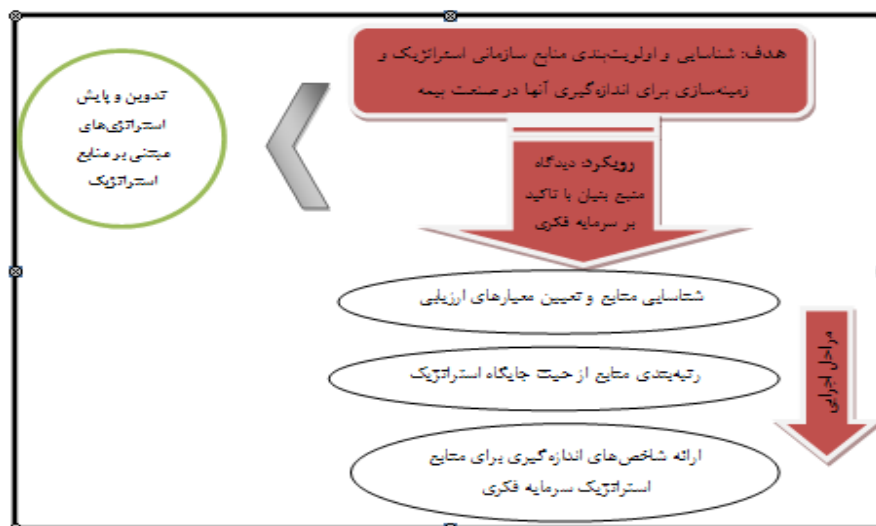 هدف: شناسایی و اولویت‌بندی منابع سازمانی استراتژیک و
زمینه‌سازی برای اندازه‌گیری آنها در صنعت بیمه
تدوین و پایش
استراتژی‌های
مبتنی بر منابع
استراتژیک
رویکرد: دیدگاه
منبع بنیان با تاکید
بر سرمایه فکری
شناسایی منابع و تعیین معیارهای ارزیابی
رتبه‌بندی منابع از حیث جایگاه استراتژیک
ارائه شاخص‌های اندازه‌گیری برای منابع
استراتژیک سرمایه فکری
مراحل اجرایی